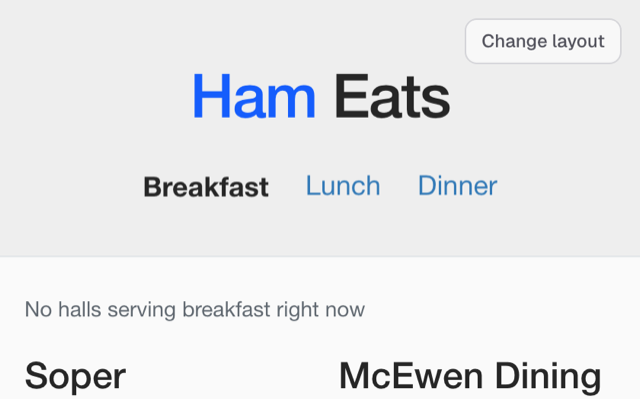 Change layout
Ham Eats
Breakfast Lunch Dinner
No halls serving breakfast right now
Soper McEwen Dining